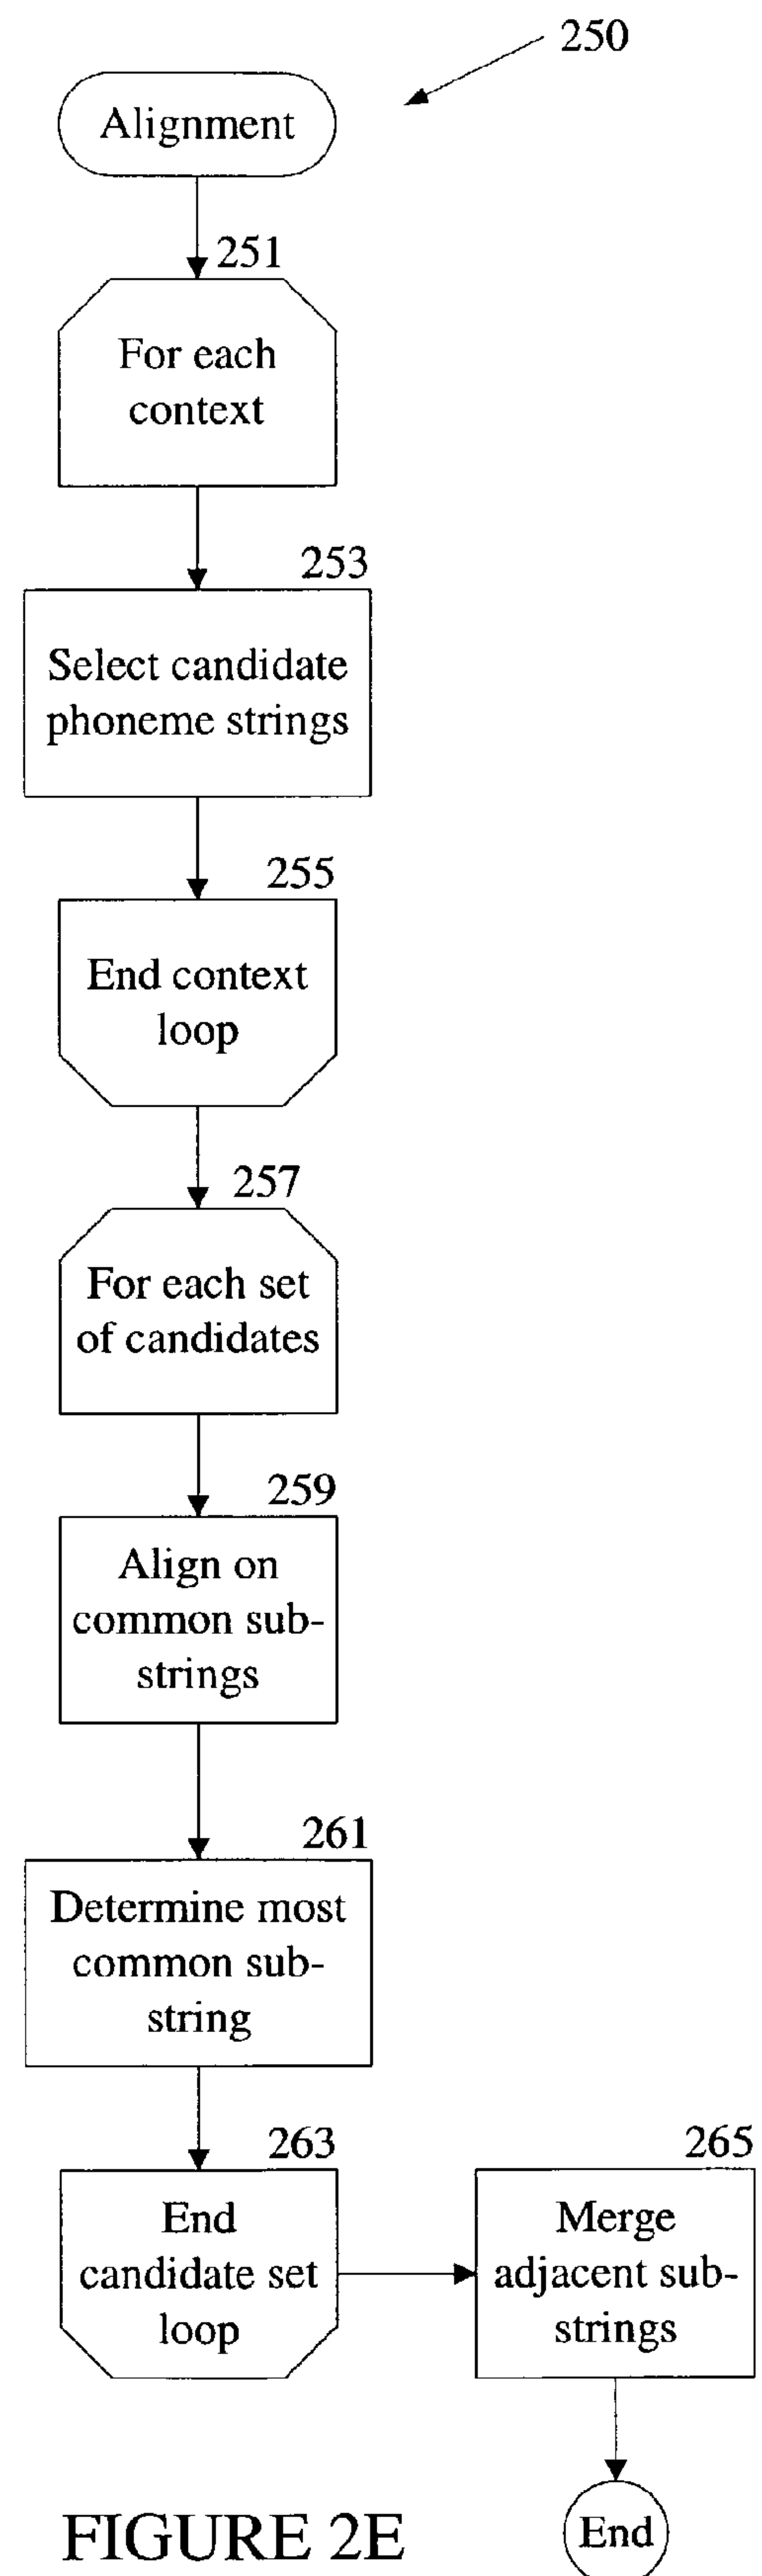 250
Alignment
251
For each
context
253
Select candidate
phoneme strings
255
End context
loop
257
For each set
of candidates
259
Align on
common sub-
strings
261
Determine most
common sub-
string
263
End
candidate set
loop
265
Merge
adjacent sub-
strings
End
FIGURE 2E